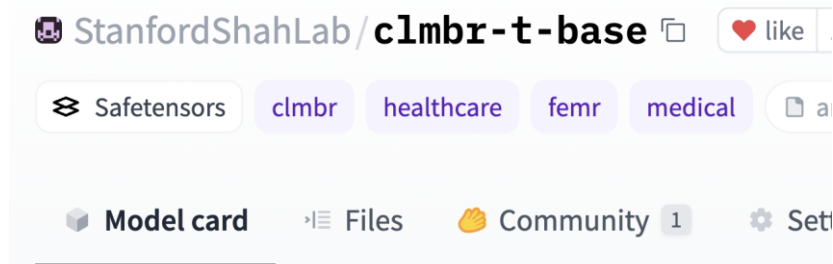 StanfordShahLab/clmbr-t-base like
Safetensors clmbr healthcare femr medical
Model card Files Community 1